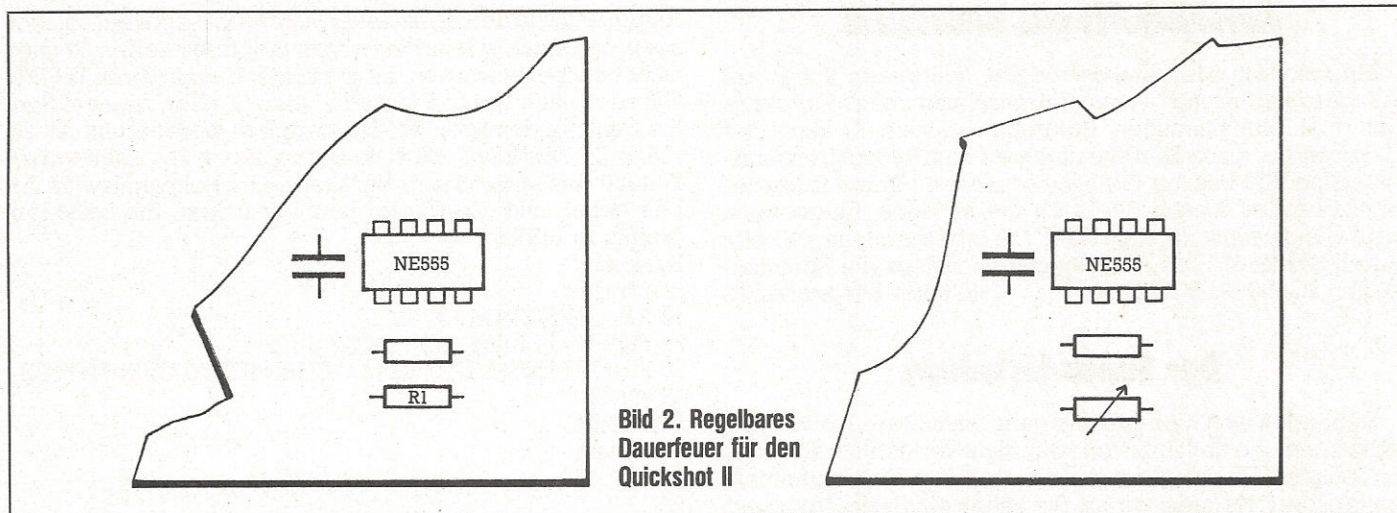 NE555
R1
NE555
Bild 2. Regelbares
Dauerfeuer für den
Quickshot II